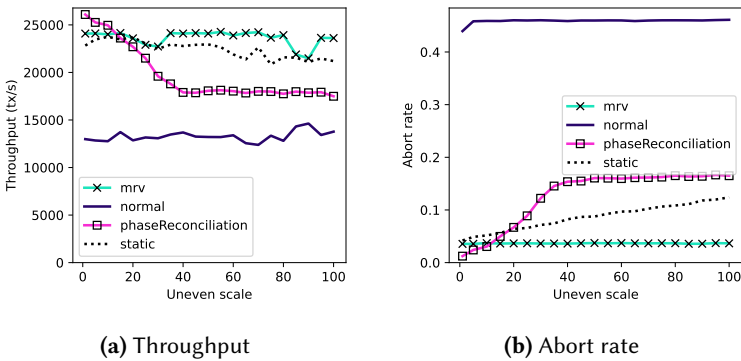 Throughput (tx/s)
25000
20000
15000
10000
5000
0
mrv
normal
phaseReconciliation
static
0 20 40 60 80 100
Uneven scale
(a) Throughput
Abort rate
0.4
0.3
0.2
0.1
0.0
mrv
normal
phaseReconciliation
static
0 20 40 60 80 100
Uneven scale
(b) Abort rate